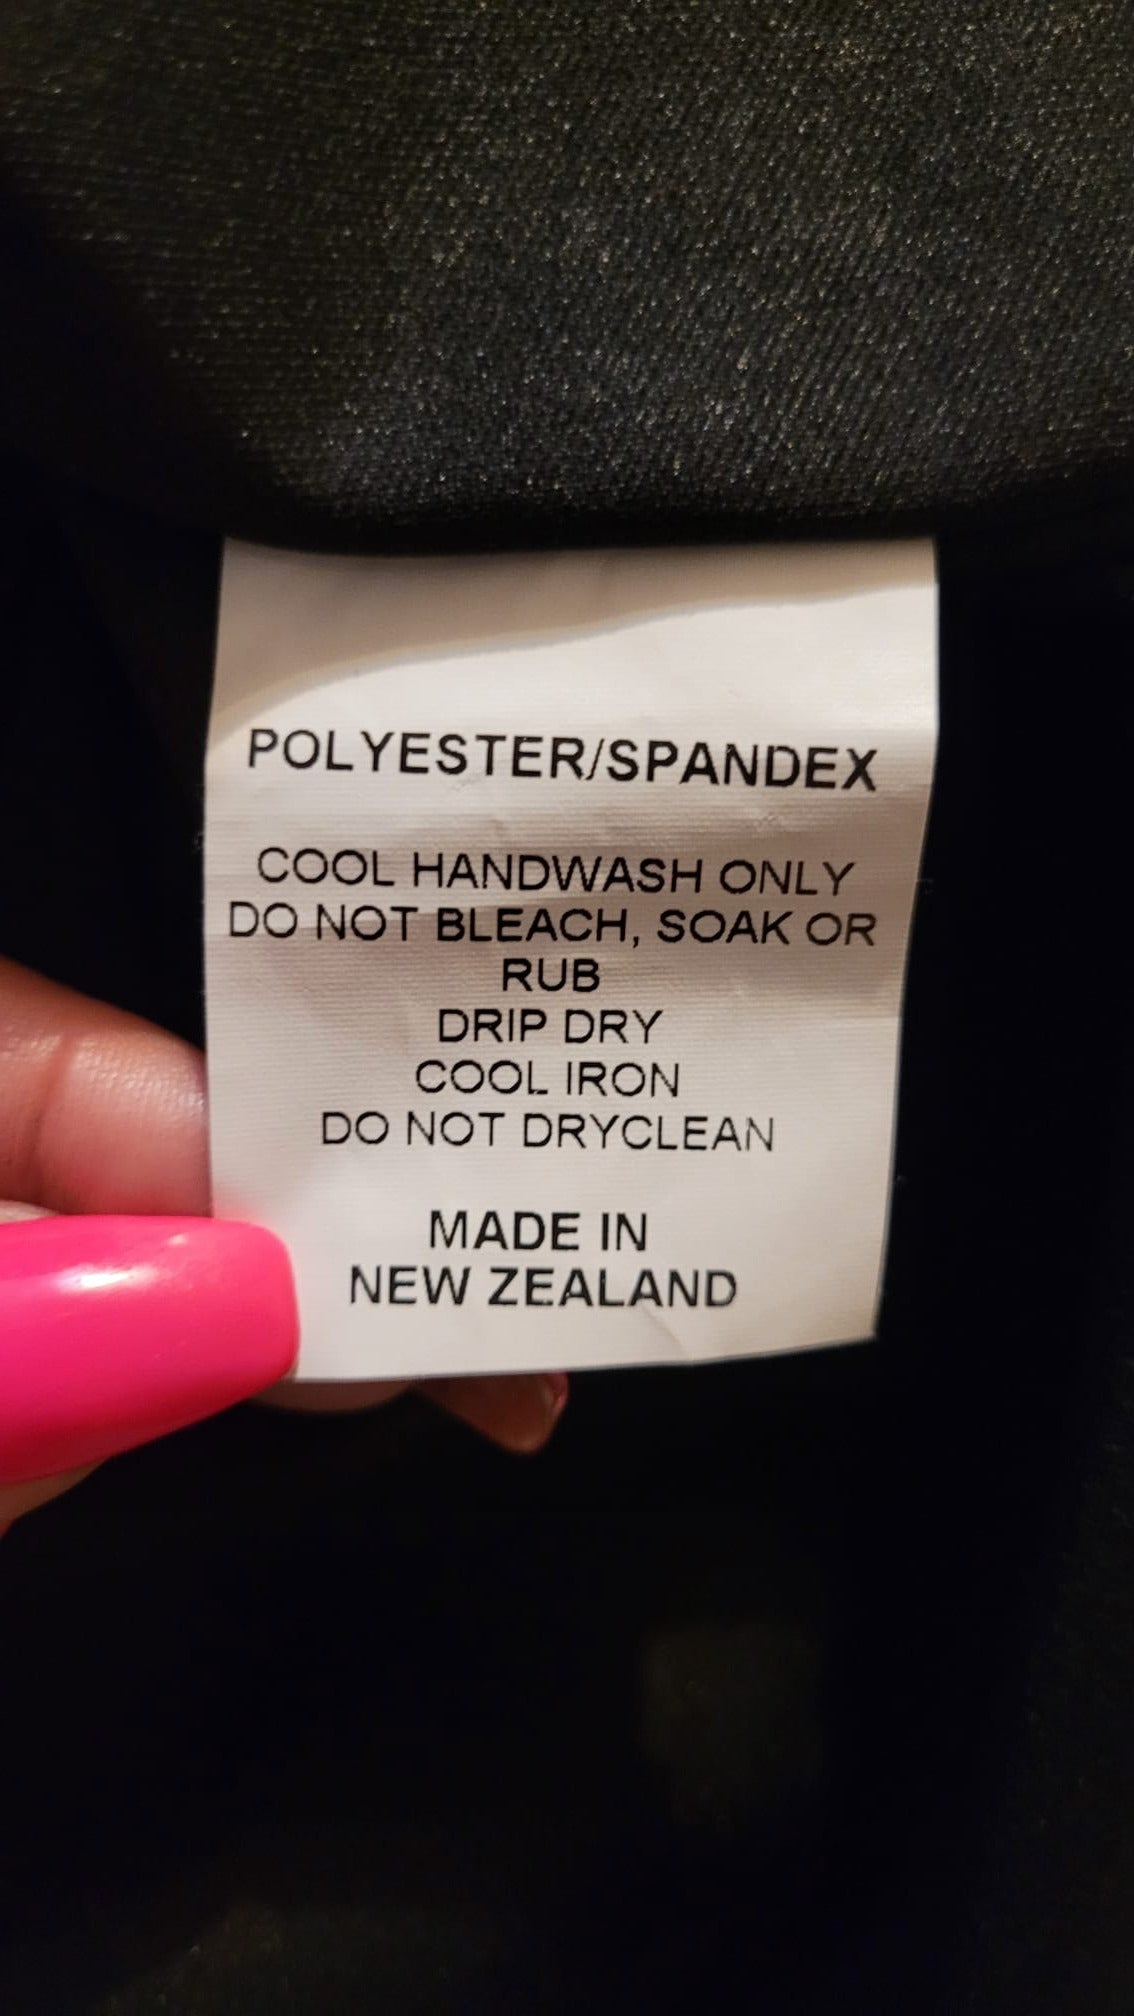 POLYESTER/SPANDEX
COOL HANDWASH ONLY
DO NOT BLEACH, SOAK OR
RUB
DRIP DRY
COOL IRON
DO NOT DRYCLEAN
MADE IN
NEW ZEALAND